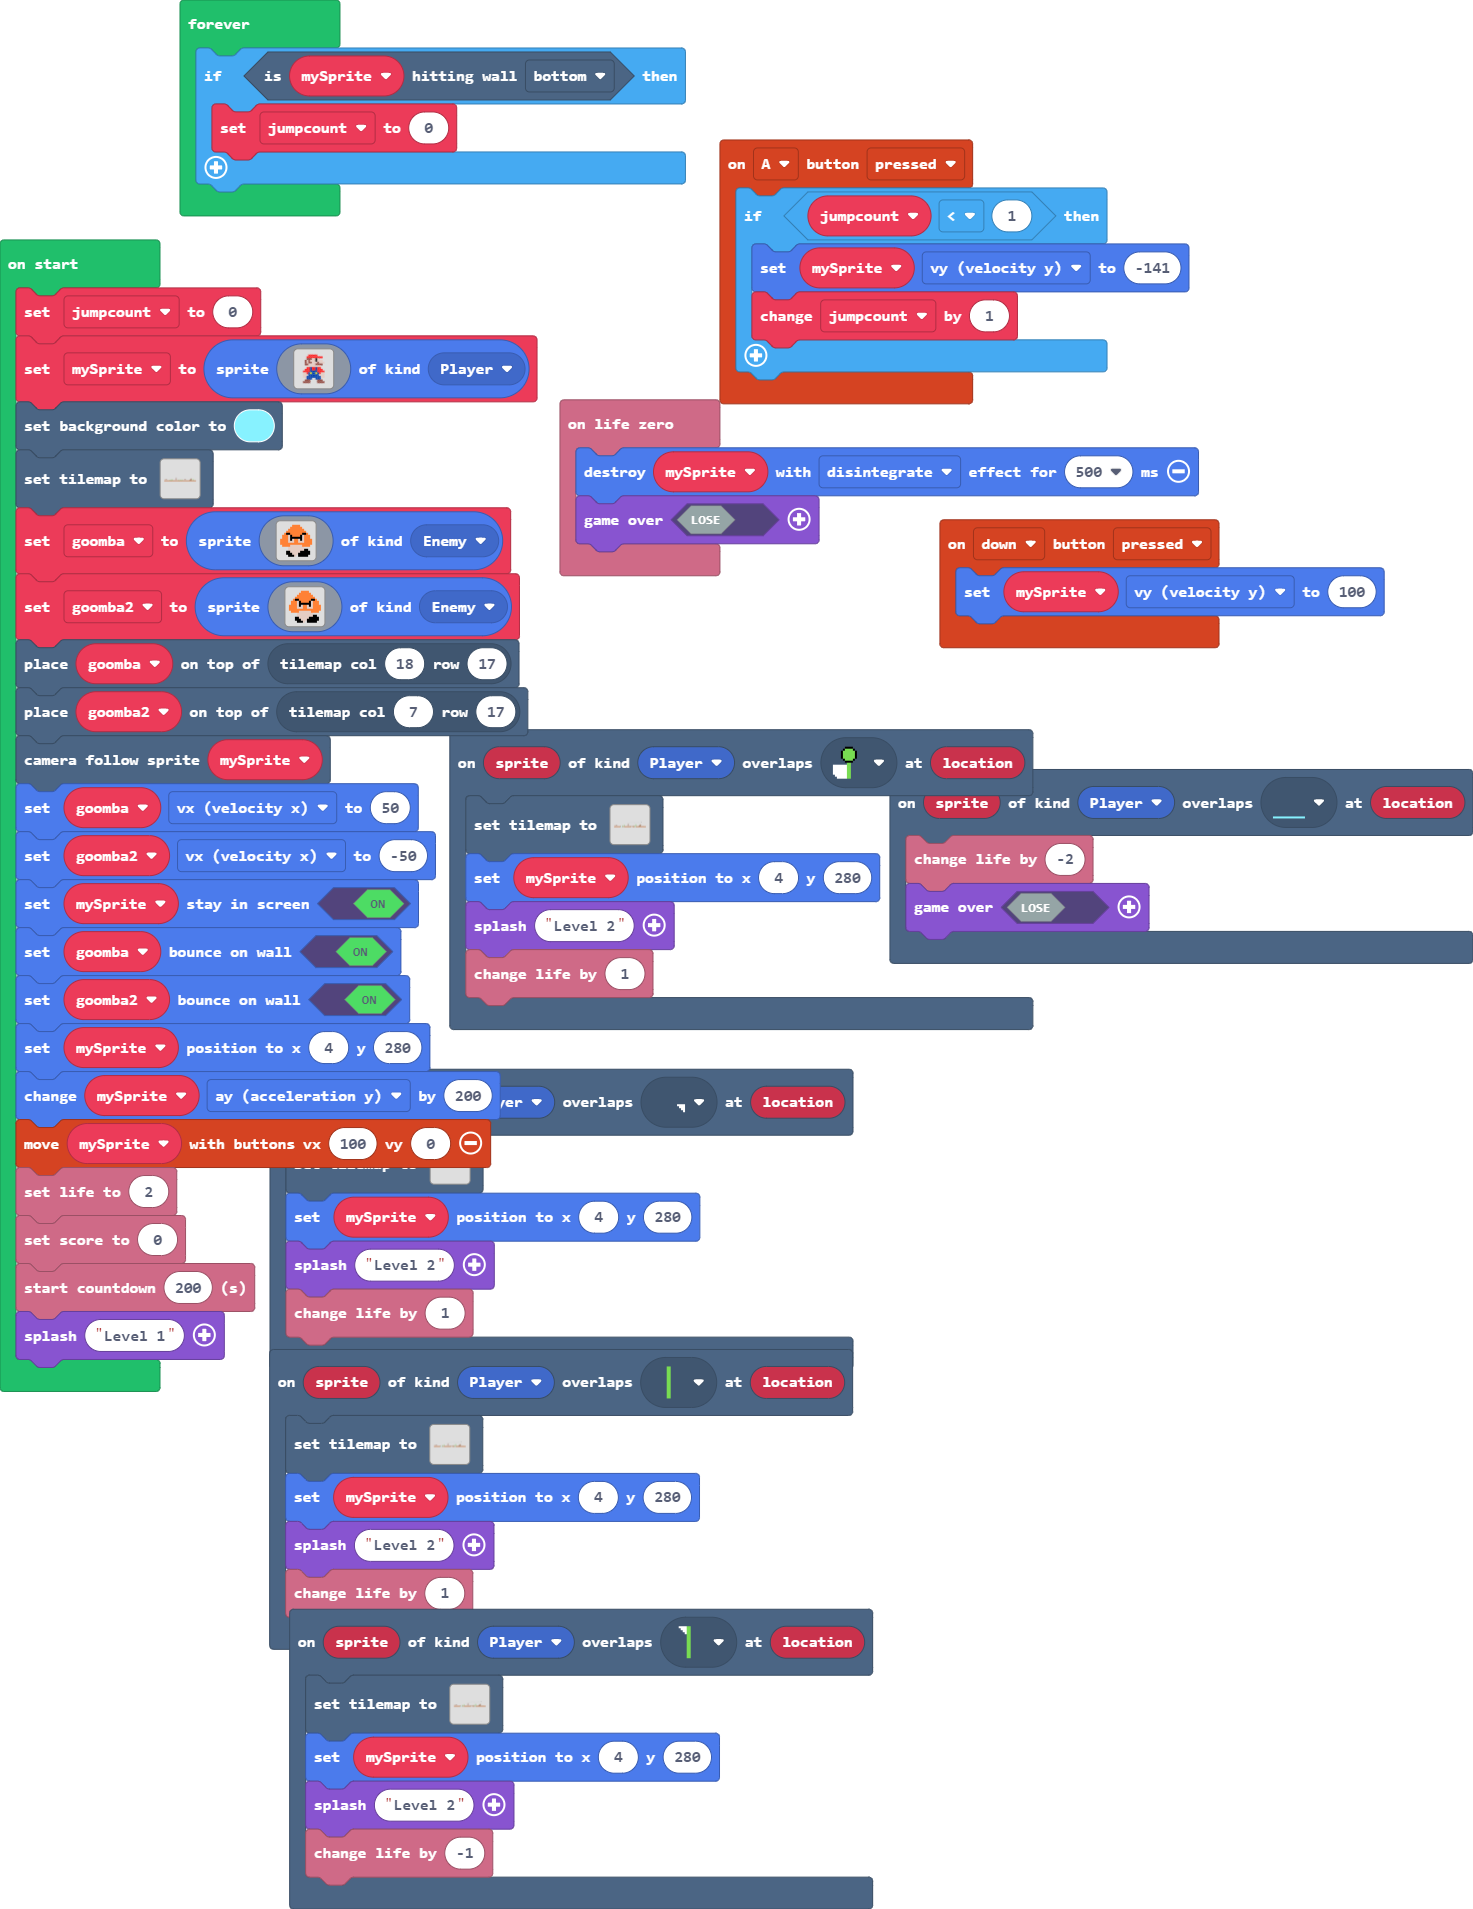 forever
if is mySprite hitting wall bottom then
set jumpcount to 0
on A button pressed
if jumpcount < 1 then
set mySprite vy (velocity y) to -141
change jumpcount by 1
on start
set jumpcount to 0
set mySprite to sprite of kind Player
set background color to
set tilemap to
set goomba to sprite of kind Enemy
set goomba2 to sprite of kind Enemy
place goomba on top of tilemap col 18 row 17
place goomba2 on top of tilemap col 7 row 17
camera follow sprite mySprite
set goomba vx (velocity x) to 50
set goomba2 vx (velocity x) to -50
set mySprite stay in screen ON
set goomba bounce on wall ON
set goomba2 bounce on wall ON
set mySprite position to x 4 y 280
change mySprite ay (acceleration y) by 200
move mySprite with buttons vx 100 vy 0
set life to 2
set score to 0
start countdown 200 (s)
splash "Level 1"
on life zero
destroy mySprite with disintegrate effect for 500 ms
game over LOSE
on down button pressed
set mySprite vy (velocity y) to 100
on sprite of kind Player overlaps at location
set tilemap to
set mySprite position to x 4 y 280
splash "Level 2"
change life by 1
on sprite of kind Player overlaps at location
change life by -2
game over LOSE
overlaps at location
set mySprite position to x 4 y 280
splash "Level 2"
change life by 1
on sprite of kind Player overlaps at location
set tilemap to
set mySprite position to x 4 y 280
splash "Level 2"
change life by 1
on sprite of kind Player overlaps at location
set tilemap to
set mySprite position to x 4 y 280
splash "Level 2"
change life by -1